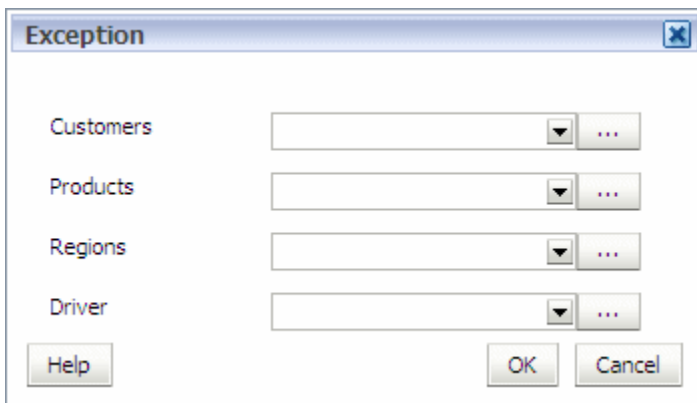 Exception
Customers ...
Products ...
Regions ...
Driver ...
Help OK Cancel